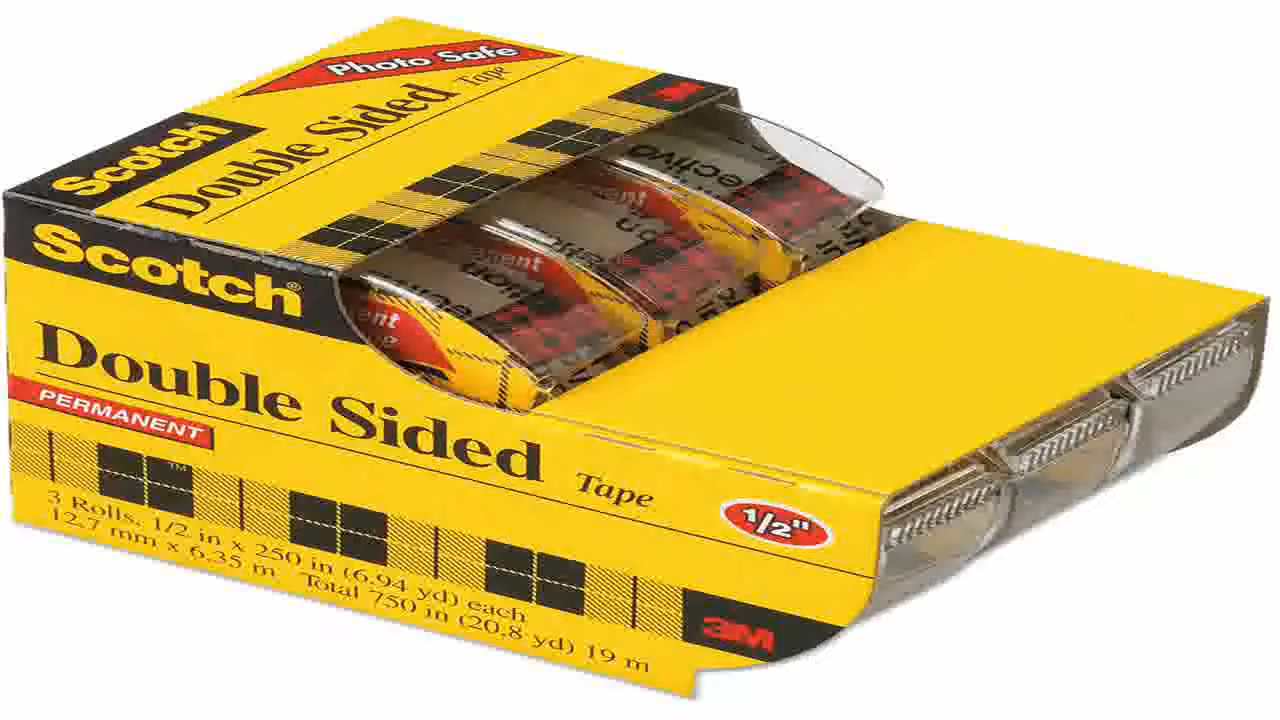 Photo Safe
Scotch
Double Sided Tape
3M
ective
Scotch®
Double Sided Tape
PERMANENT
TM
1/2"
3 Rolls, 1/2 in x 250 in (6.94 yd) each
12.7 mm x 6.35 m Total 750 in (20.8 yd) 19 m
3M